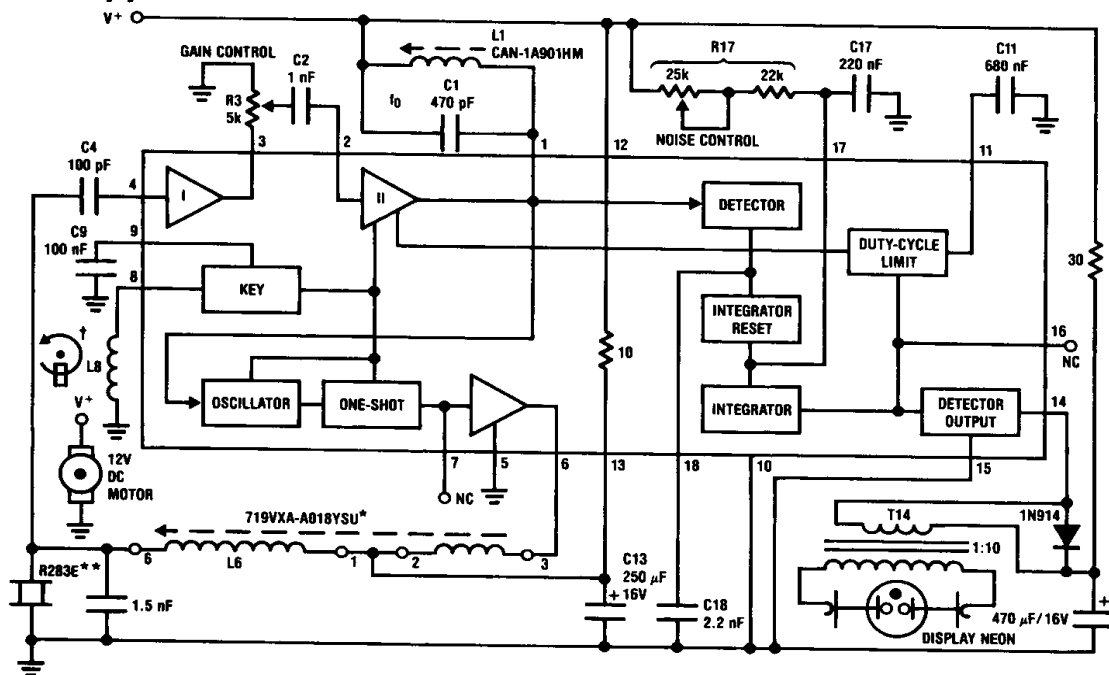 V+
L1
CAN-1A901HM
GAIN CONTROL
C2
1 nF
R3
5k
f₀
C1
470 pF
R17
25k
22k
NOISE CONTROL
C17
220 nF
C11
680 nF
3
2
1
12
17
11
C4
100 pF
4
I
II
DETECTOR
C9
100 nF
9
DUTY-CYCLE
LIMIT
30
8
KEY
INTEGRATOR
RESET
†
L8
10
16
NC
OSCILLATOR
ONE-SHOT
INTEGRATOR
DETECTOR
OUTPUT
14
V+
12V
DC
MOTOR
7
5
6
13
18
10
15
NC
719VXA-A018YSU*
T14
1N914
1:10
6
L6
1
2
3
R283E**
1.5 nF
C13
250 μF
16V
+
C18
2.2 nF
+
470 μF/16V
DISPLAY NEON